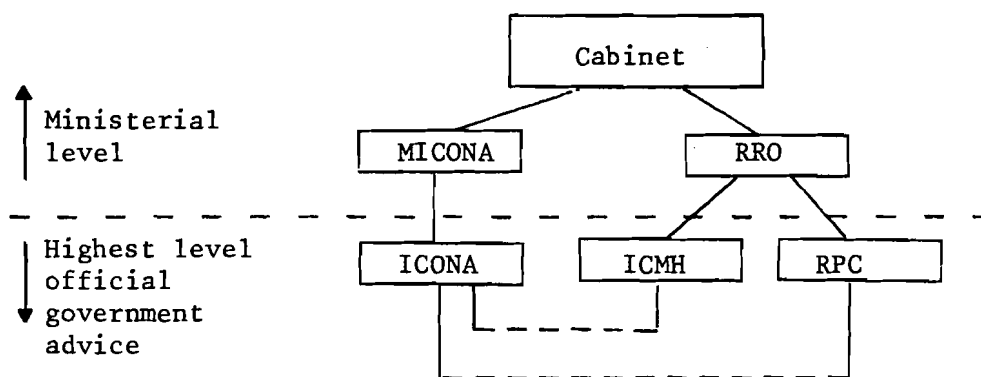 Cabinet
Ministerial
level
MICONA
RRO
Highest level
official
government
advice
ICONA
ICMH
RPC